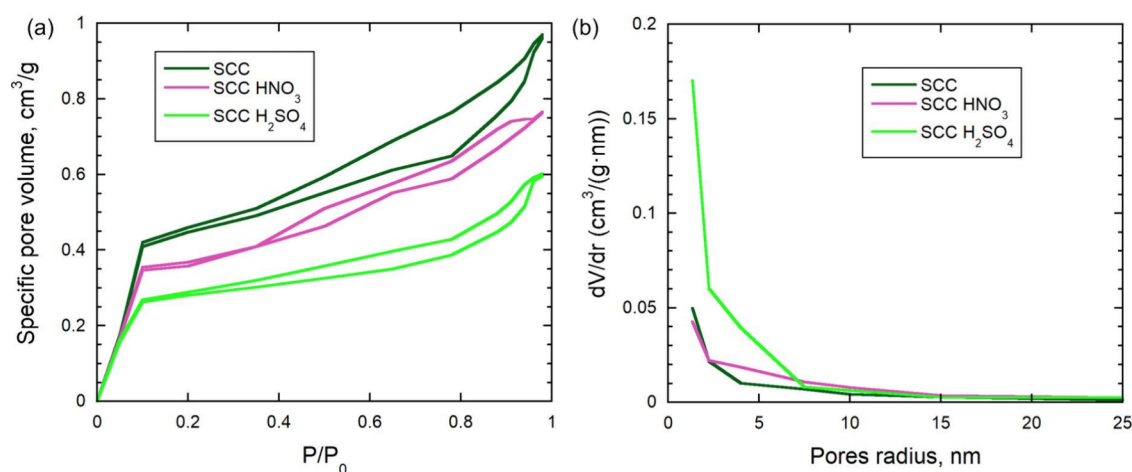 (a)
Specific pore volume, cm³/g
1
0.8
0.6
0.4
0.2
0
0
0.2
0.4
0.6
0.8
1
P/P₀
SCC
SCC HNO₃
SCC H₂SO₄
(b)
dV/dr (cm³/(g·nm))
0.2
0.15
0.1
0.05
0
0
5
10
15
20
25
Pores radius, nm
SCC
SCC HNO₃
SCC H₂SO₄